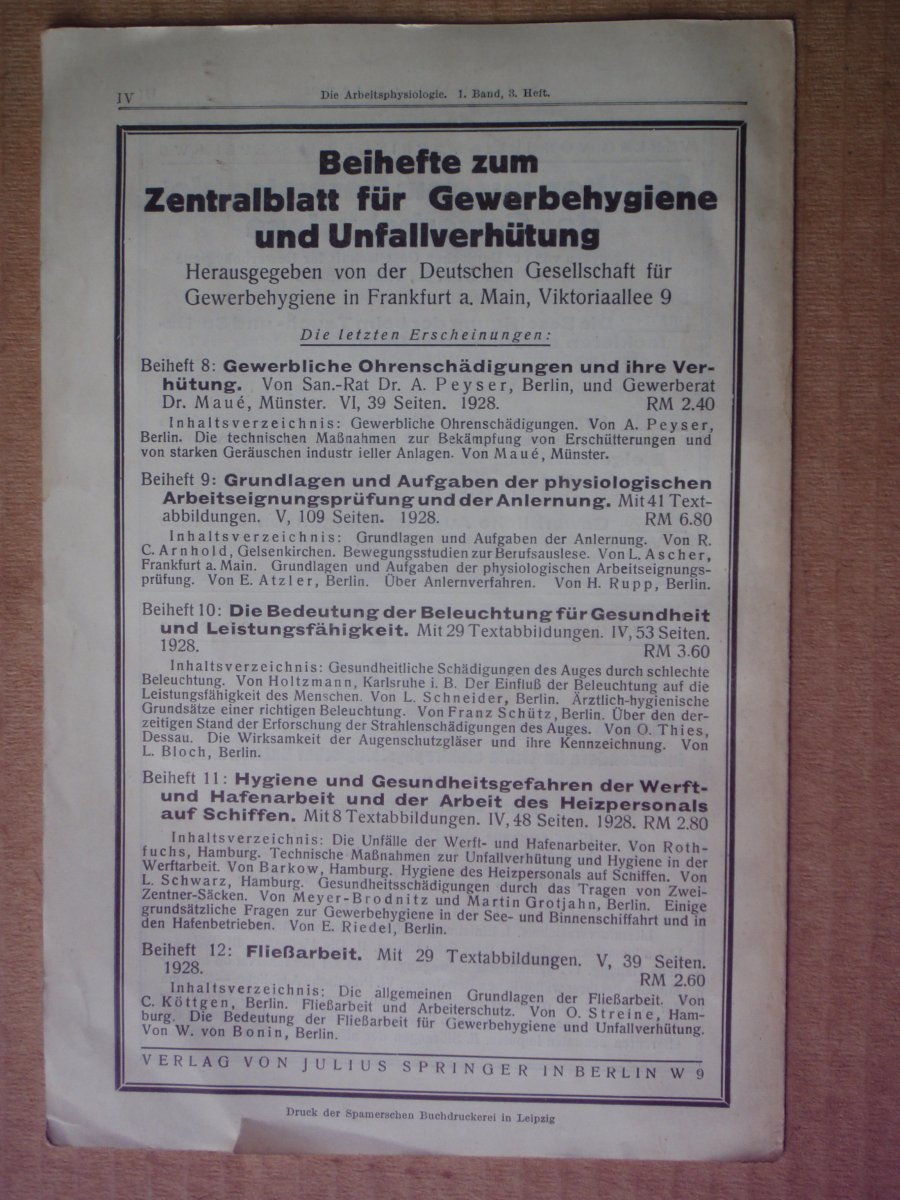 IV
Die Arbeitsphysiologie. 1. Band, 3. Heft.
Beihefte zum
Zentralblatt für Gewerbehygiene
und Unfallverhütung
Herausgegeben von der Deutschen Gesellschaft für
Gewerbehygiene in Frankfurt a. Main, Viktoriaallee 9
Die letzten Erscheinungen:
Beiheft 8: Gewerbliche Ohrenschädigungen und ihre Ver-
hütung. Von San.-Rat Dr. A. Peyser, Berlin, und Gewerberat
Dr. Maué, Münster. VI, 39 Seiten. 1928. RM 2.40
Inhaltsverzeichnis: Gewerbliche Ohrenschädigungen. Von A. Peyser,
Berlin. Die technischen Maßnahmen zur Bekämpfung von Erschütterungen und
von starken Geräuschen industr ieller Anlagen. Von Maué, Münster.
Beiheft 9: Grundlagen und Aufgaben der physiologischen
Arbeitseignungsprüfung und der Anlernung. Mit 41 Text-
abbildungen. V, 109 Seiten. 1928. RM 6.80
Inhaltsverzeichnis: Grundlagen und Aufgaben der Anlernung. Von R.
C. Arnhold, Gelsenkirchen. Bewegungsstudien zur Berufsauslese. Von L. Ascher,
Frankfurt a. Main. Grundlagen und Aufgaben der physiologischen Arbeitseignungs-
prüfung. Von E. Atzler, Berlin. Über Anlernverfahren. Von H. Rupp, Berlin.
Beiheft 10: Die Bedeutung der Beleuchtung für Gesundheit
und Leistungsfähigkeit. Mit 29 Textabbildungen. IV, 53 Seiten.
1928. RM 3.60
Inhaltsverzeichnis: Gesundheitliche Schädigungen des Auges durch schlechte
Beleuchtung. Von Holtzmann, Karlsruhe i. B. Der Einfluß der Beleuchtung auf die
Leistungsfähigkeit des Menschen. Von L. Schneider, Berlin. Ärztlich-hygienische
Grundsätze einer richtigen Beleuchtung. Von Franz Schütz, Berlin. Über den der-
zeitigen Stand der Erforschung der Strahlenschädigungen des Auges. Von O. Thies,
Dessau. Die Wirksamkeit der Augenschutzgläser und ihre Kennzeichnung. Von
L. Bloch, Berlin.
Beiheft 11: Hygiene und Gesundheitsgefahren der Werft-
und Hafenarbeit und der Arbeit des Heizpersonals
auf Schiffen. Mit 8 Textabbildungen. IV, 48 Seiten. 1928. RM 2.80
Inhaltsverzeichnis: Die Unfälle der Werft- und Hafenarbeiter. Von Roth-
fuchs, Hamburg. Technische Maßnahmen zur Unfallverhütung und Hygiene in der
Werftarbeit. Von Barkow, Hamburg. Hygiene des Heizpersonals auf Schiffen. Von
L. Schwarz, Hamburg. Gesundheitsschädigungen durch das Tragen von Zwei-
Zentner-Säcken. Von Meyer-Brodnitz und Martin Grotjahn, Berlin. Einige
grundsätzliche Fragen zur Gewerbehygiene in der See- und Binnenschiffahrt und in
den Hafenbetrieben. Von E. Riedel, Berlin.
Beiheft 12: Fließarbeit. Mit 29 Textabbildungen. V, 39 Seiten.
1928. RM 2.60
Inhaltsverzeichnis: Die allgemeinen Grundlagen der Fließarbeit. Von
C. Köttgen, Berlin. Fließarbeit und Arbeiterschutz. Von O. Streine, Ham-
burg. Die Bedeutung der Fließarbeit für Gewerbehygiene und Unfallverhütung.
Von W. von Bonin, Berlin.
VERLAG VON JULIUS SPRINGER IN BERLIN W 9
Druck der Spamerschen Buchdruckerei in Leipzig